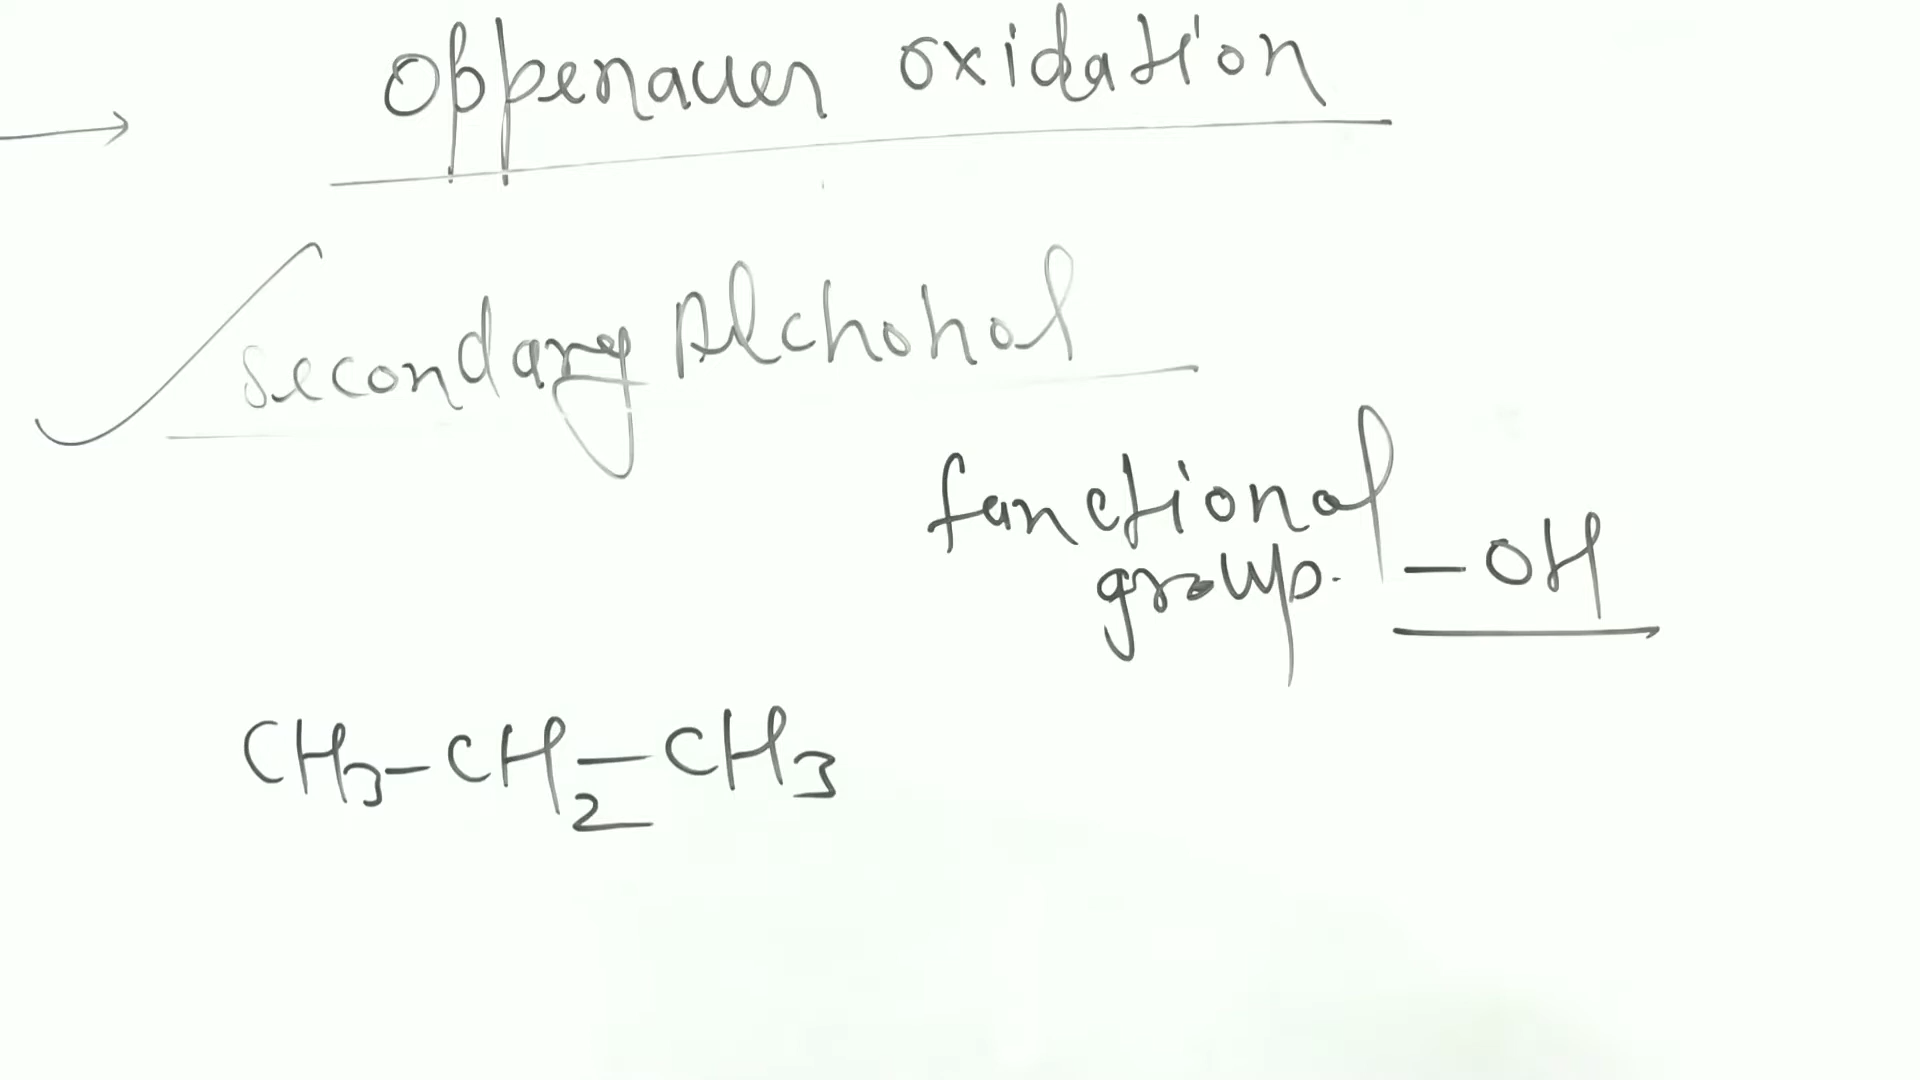 Oppenauer oxidation
secondary Alchohol
functional
group. - OH
CH3-CH2-CH3